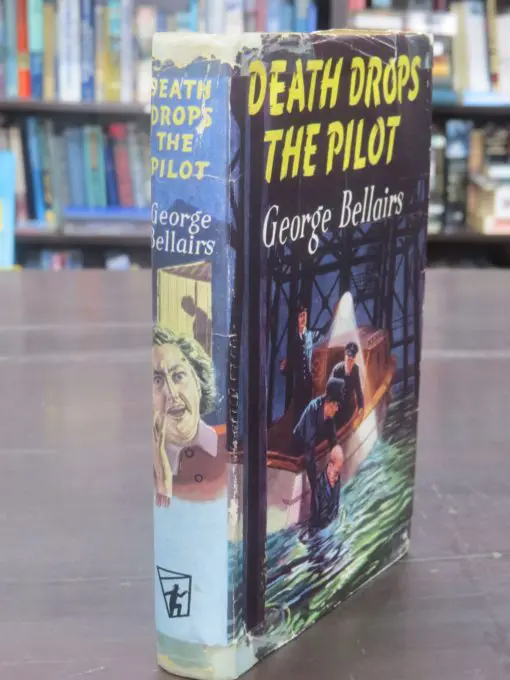 DEATH
DROPS
THE
PILOT
George
Bellairs
DEATH DROPS
THE PILOT
George Bellairs